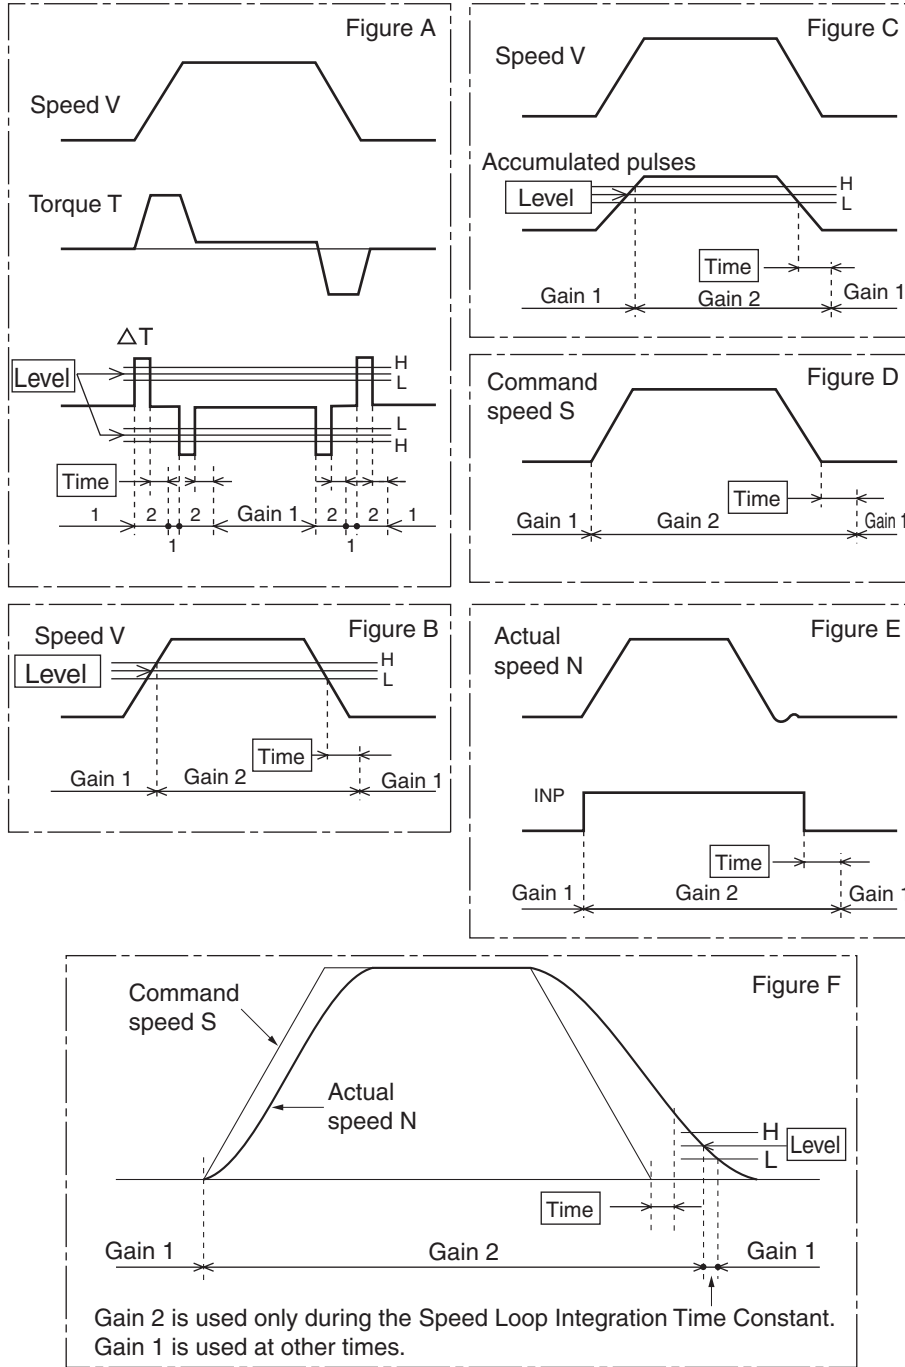 Figure A
Speed V
Torque T
△T
Level
H
L
L
H
Time
1 2 2 Gain 1 2 2 1
1 1
Figure B
Speed V
Level
H
L
Time
Gain 1 Gain 2 Gain 1
Figure C
Speed V
Accumulated pulses
Level
H
L
Time
Gain 1 Gain 2 Gain 1
Figure D
Command
speed S
Time
Gain 1 Gain 2 Gain 1
Figure E
Actual
speed N
INP
Time
Gain 1 Gain 2 Gain 1
Figure F
Command
speed S
Actual
speed N
H
Level
L
Time
Gain 1 Gain 2 Gain 1
Gain 2 is used only during the Speed Loop Integration Time Constant.
Gain 1 is used at other times.